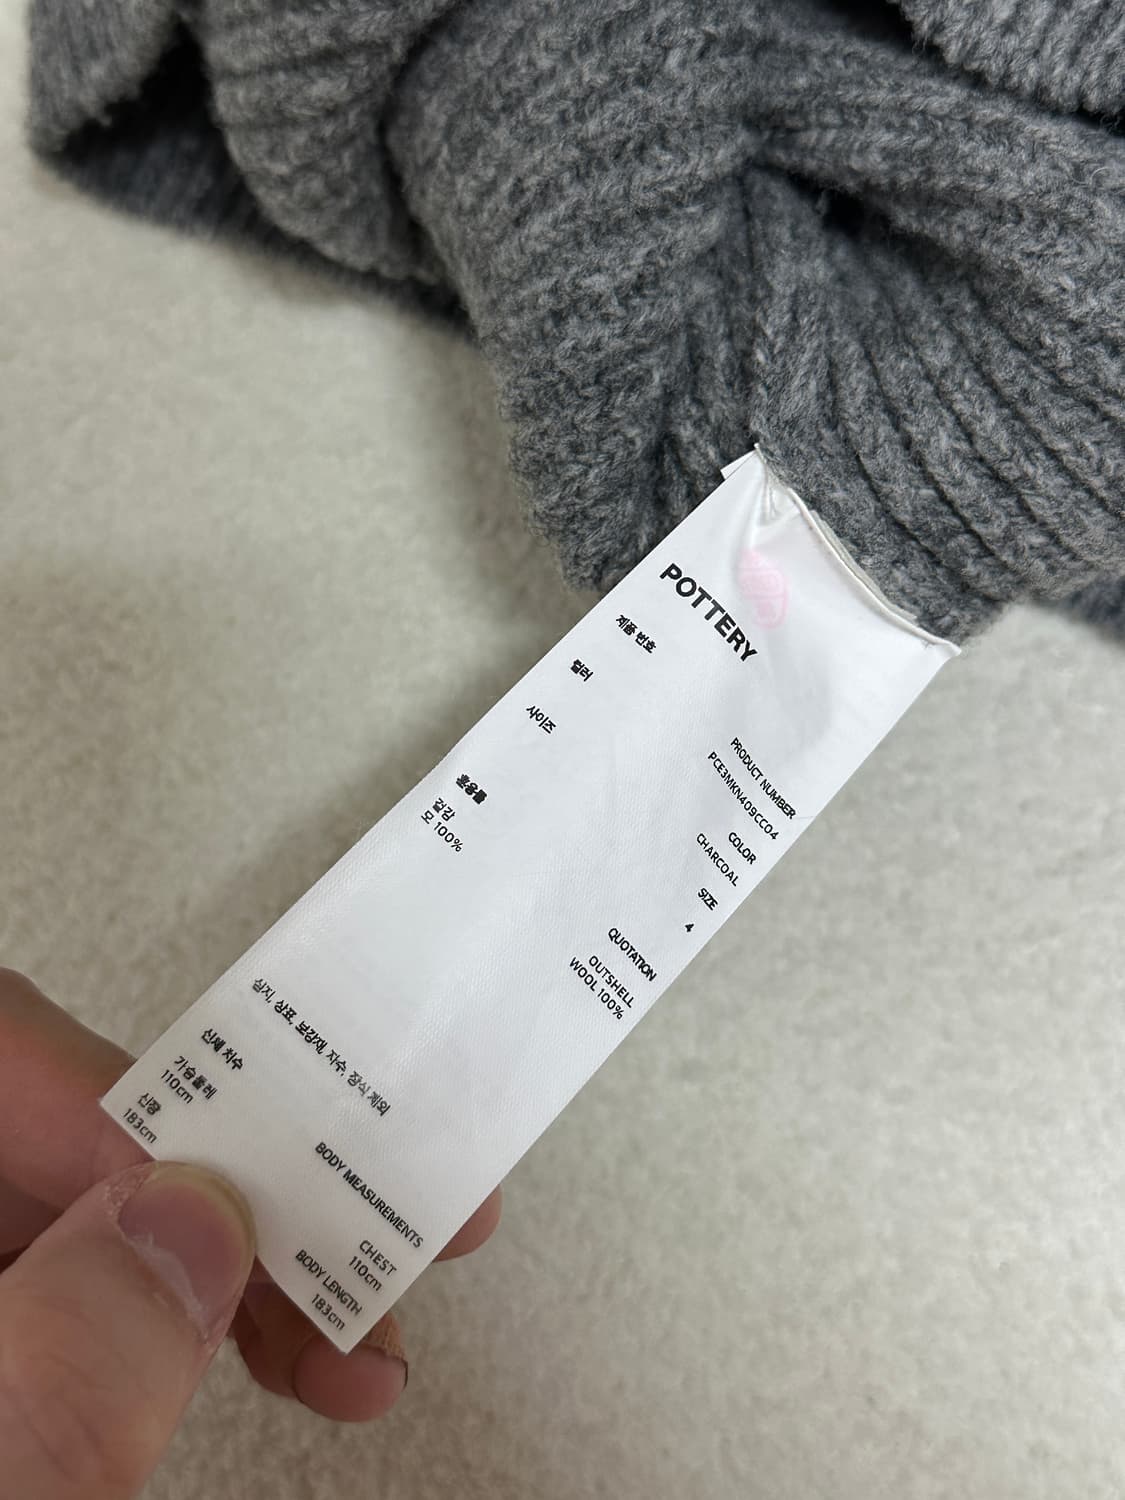 POTTERY
제품 번호
PRODUCT NUMBER
PCE3MKN409CC04
컬러
COLOR
CHARCOAL
사이즈
SIZE
4
혼용률
QUOTATION
겉감
OUTSHELL
모 100%
WOOL 100%
심지, 상표, 보강재, 자수, 장식 제외
신체 치수
BODY MEASUREMENTS
가슴둘레
CHEST
110cm
110cm
신장
BODY LENGTH
183cm
183cm